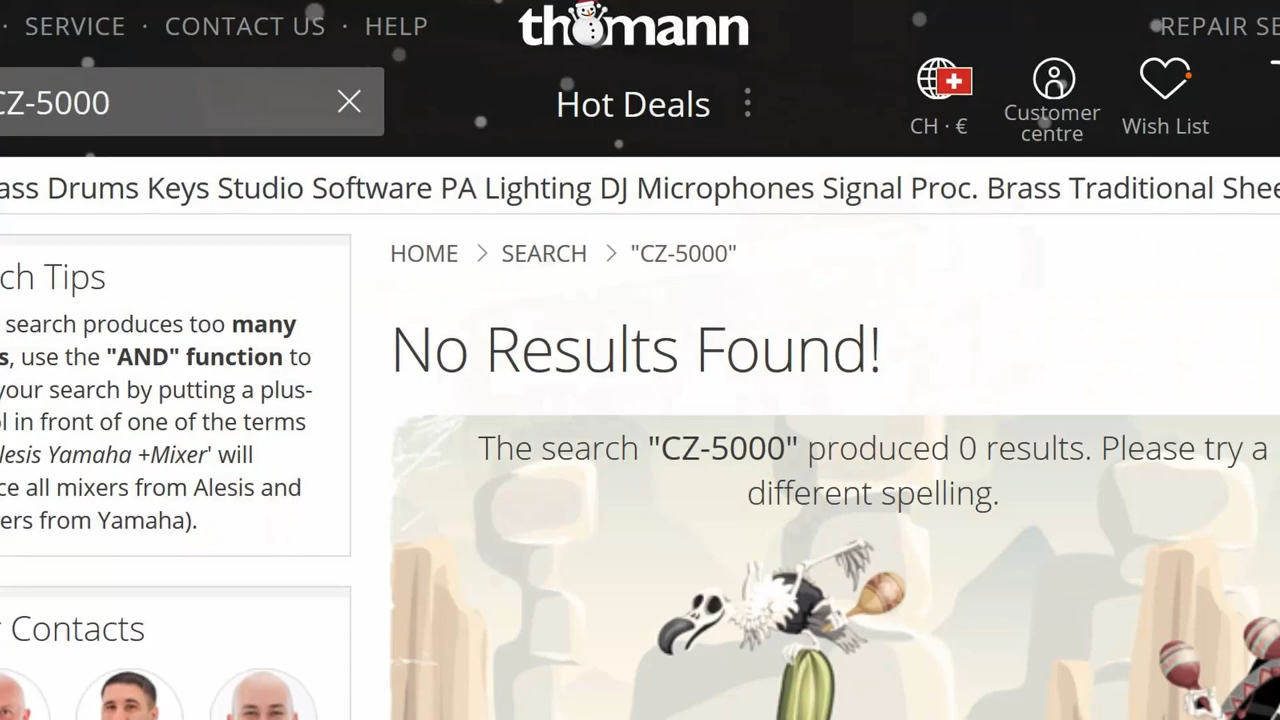 · SERVICE · CONTACT US · HELP
thomann
REPAIR SE
CZ-5000
Hot Deals
CH · €
Customer
centre
Wish List
ass Drums Keys Studio Software PA Lighting DJ Microphones Signal Proc. Brass Traditional Shee
HOME > SEARCH > "CZ-5000"
ch Tips
search produces too many
s, use the "AND" function to
your search by putting a plus-
ol in front of one of the terms
lesis Yamaha +Mixer' will
ce all mixers from Alesis and
ers from Yamaha).
r Contacts
No Results Found!
The search "CZ-5000" produced 0 results. Please try a
different spelling.